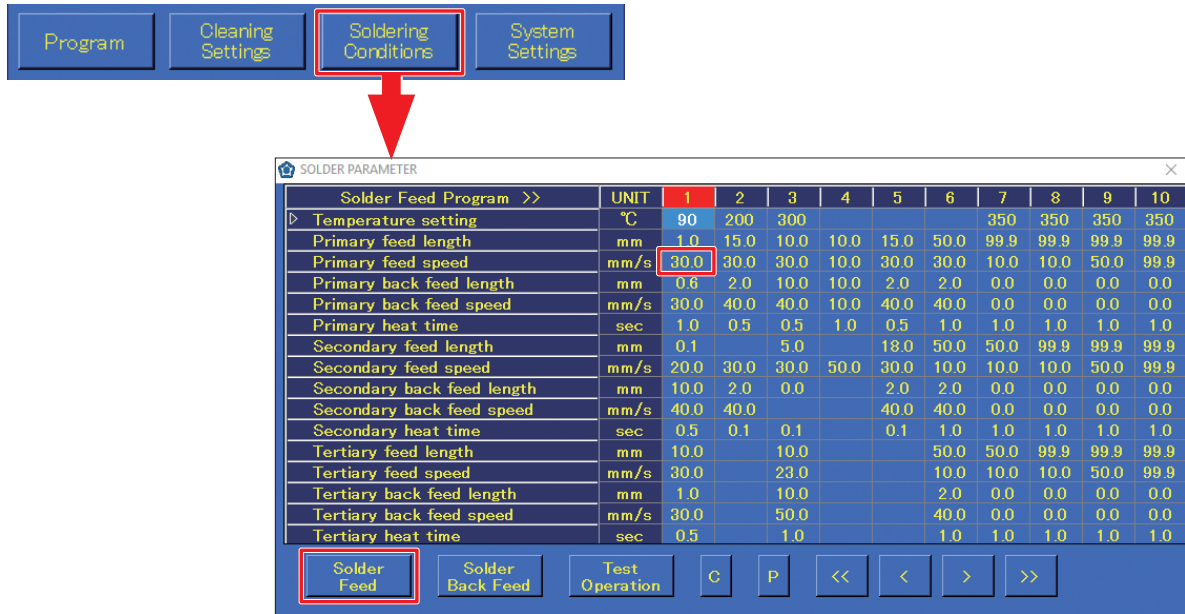 Program
Cleaning
Settings
Soldering
Conditions
System
Settings
SOLDER PARAMETER
Solder Feed Program >> UNIT 1 2 3 4 5 6 7 8 9 10
Temperature setting ℃ 90 200 300 350 350 350 350
Primary feed length mm 1.0 15.0 10.0 10.0 15.0 50.0 99.9 99.9 99.9 99.9
Primary feed speed mm/s 30.0 30.0 30.0 10.0 30.0 30.0 10.0 10.0 50.0 99.9
Primary back feed length mm 0.6 2.0 10.0 10.0 2.0 2.0 0.0 0.0 0.0 0.0
Primary back feed speed mm/s 30.0 40.0 40.0 10.0 40.0 40.0 0.0 0.0 0.0 0.0
Primary heat time sec 1.0 0.5 0.5 1.0 0.5 1.0 1.0 1.0 1.0 1.0
Secondary feed length mm 0.1 5.0 18.0 50.0 50.0 99.9 99.9 99.9
Secondary feed speed mm/s 20.0 30.0 30.0 50.0 30.0 10.0 10.0 10.0 50.0 99.9
Secondary back feed length mm 10.0 2.0 0.0 2.0 2.0 0.0 0.0 0.0 0.0
Secondary back feed speed mm/s 40.0 40.0 40.0 40.0 0.0 0.0 0.0 0.0
Secondary heat time sec 0.5 0.1 0.1 0.1 1.0 1.0 1.0 1.0 1.0
Tertiary feed length mm 10.0 10.0 50.0 50.0 99.9 99.9 99.9
Tertiary feed speed mm/s 30.0 23.0 10.0 10.0 10.0 50.0 99.9
Tertiary back feed length mm 1.0 10.0 2.0 0.0 0.0 0.0 0.0
Tertiary back feed speed mm/s 30.0 50.0 40.0 0.0 0.0 0.0 0.0
Tertiary heat time sec 0.5 1.0 1.0 1.0 1.0 1.0 1.0
Solder
Feed
Solder
Back Feed
Test
Operation
C
P
<<
<
>
>>